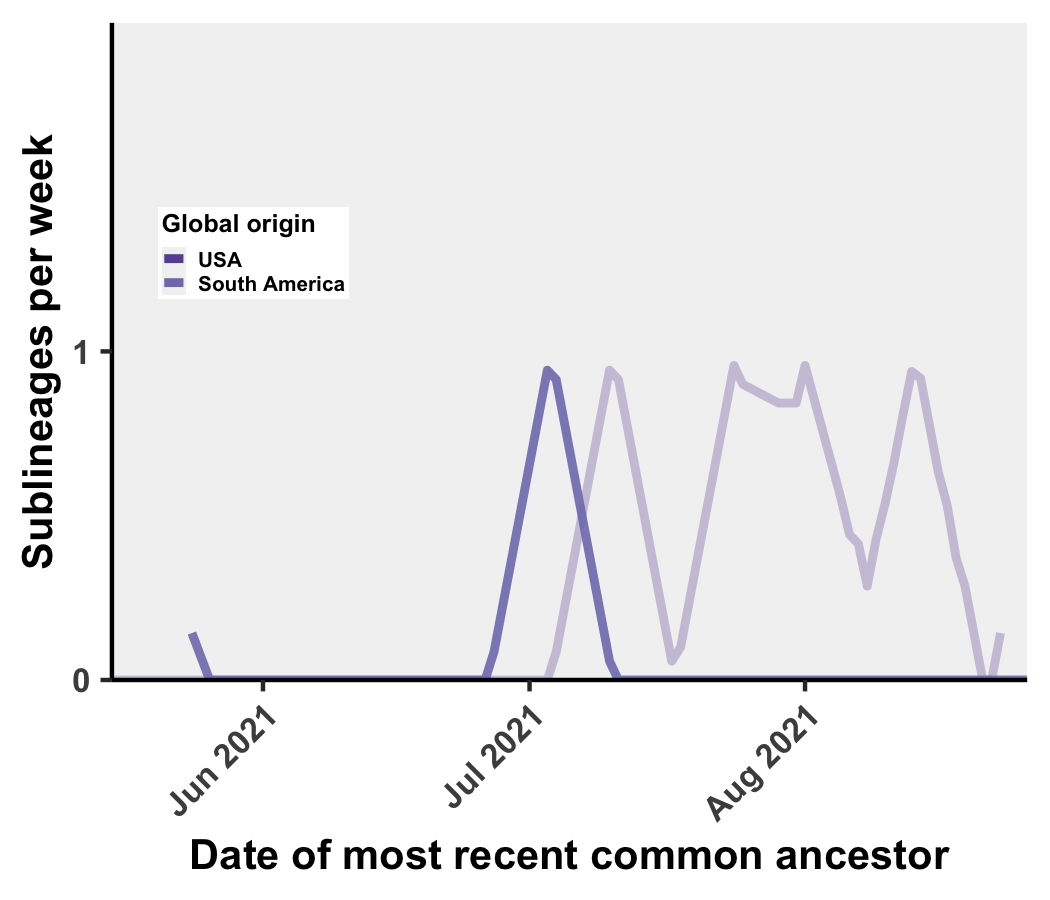 Sublineages per week
Global origin
USA
South America
1
0
Jun 2021
Jul 2021
Aug 2021
Date of most recent common ancestor